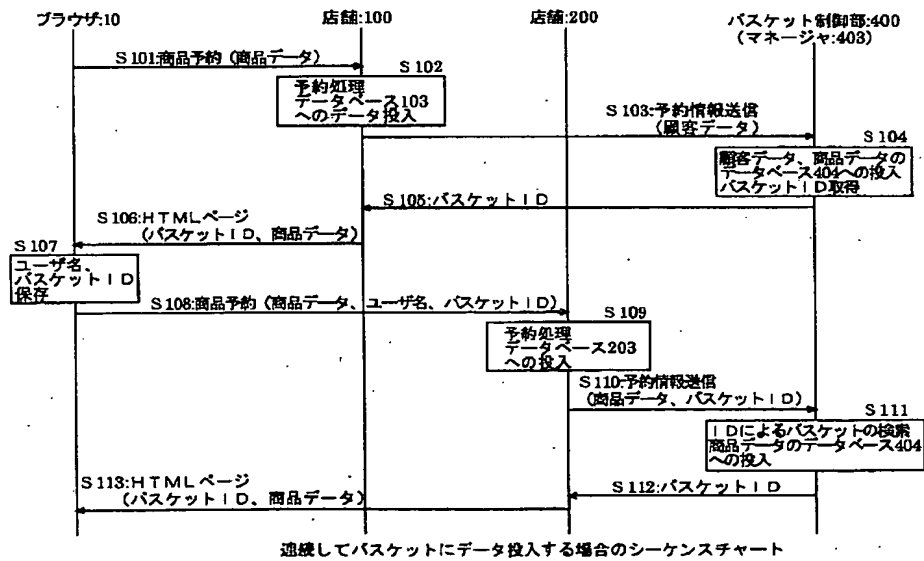 ブラウザ:10
店舗:100
店舗:200
バスケット制御部:400
(マネージャ:403)
S101:商品予約 (商品データ)
S102
予約処理
データベース103
へのデータ投入
S103:予約情報送信
(顧客データ)
S104
顧客データ、商品データの
データベース404への投入
バスケットID取得
S105:バスケットID
S106:HTMLページ
(バスケットID、商品データ)
S107
ユーザ名、
バスケットID
保存
S108:商品予約 (商品データ、ユーザ名、バスケットID)
S109
予約処理
データベース203
への投入
S110:予約情報送信
(商品データ、バスケットID)
S111
IDによるバスケットの検索
商品データのデータベース404
への投入
S112:バスケットID
S113:HTMLページ
(バスケットID、商品データ)
連続してバスケットにデータ投入する場合のシーケンスチャート